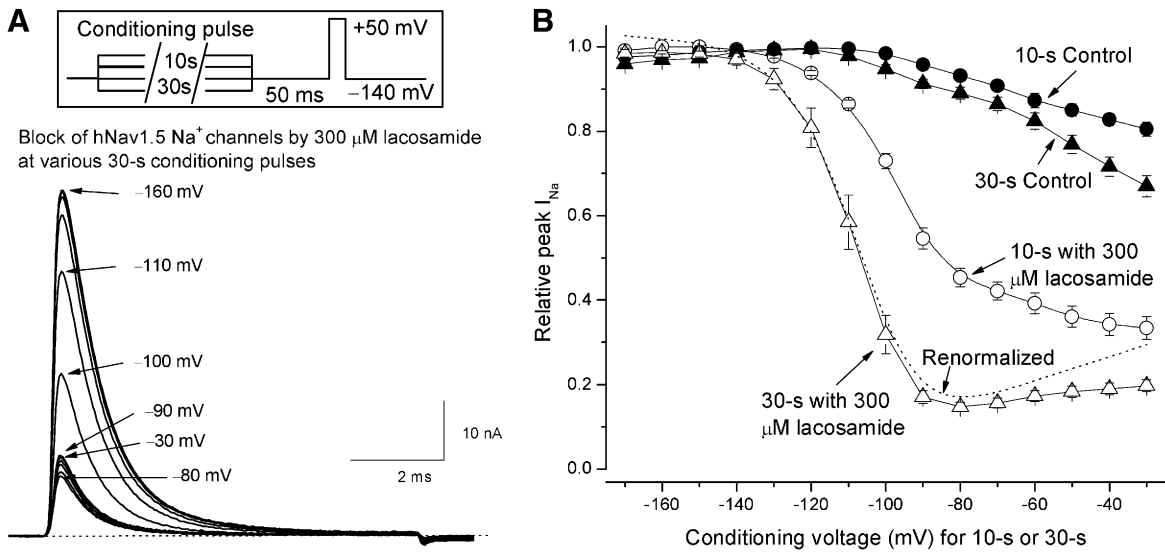 A
Conditioning pulse
10s
30s
50 ms
+50 mV
−140 mV
Block of hNav1.5 Na⁺ channels by 300 μM lacosamide
at various 30-s conditioning pulses
−160 mV
−110 mV
−100 mV
−90 mV
−30 mV
−80 mV
10 nA
2 ms
B
Relative peak I_Na
1.0
0.8
0.6
0.4
0.2
0.0
10-s Control
30-s Control
10-s with 300
μM lacosamide
Renormalized
30-s with 300
μM lacosamide
-160 -140 -120 -100 -80 -60 -40
Conditioning voltage (mV) for 10-s or 30-s